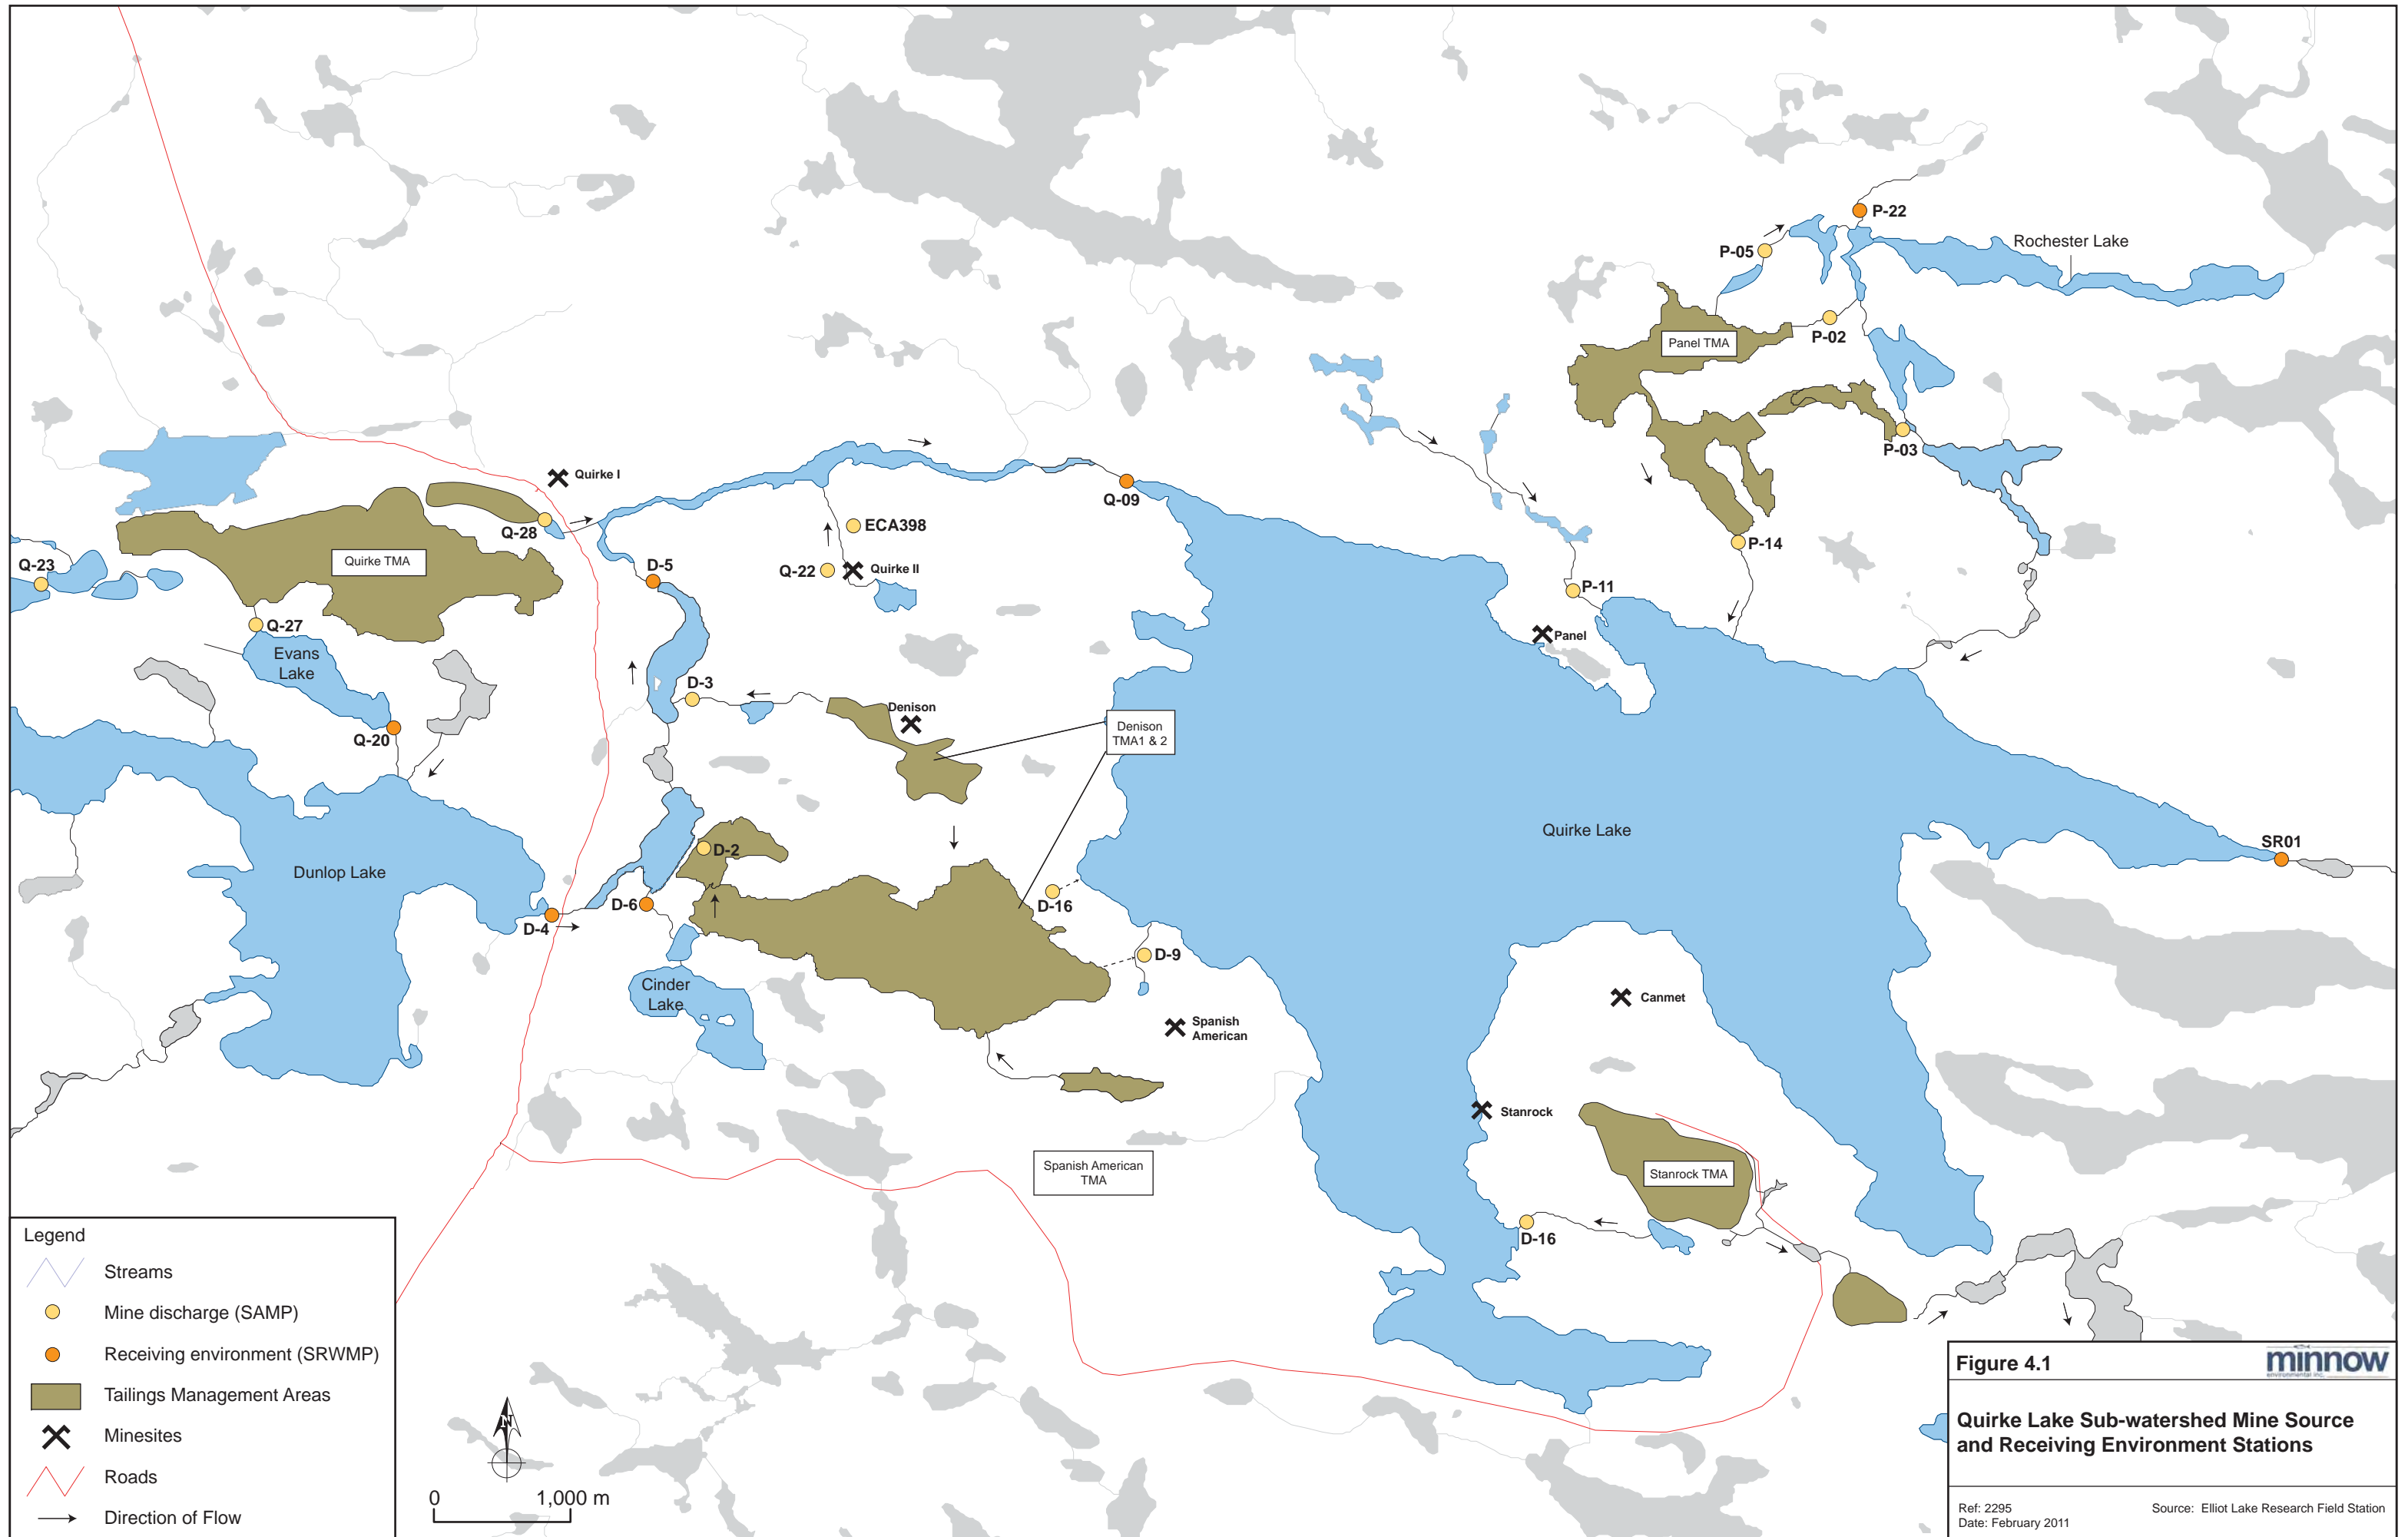 P-22
Rochester Lake
P-05
P-02
Panel TMA
P-03
Quirke I
Q-09
Q-28
ECA398
Quirke TMA
Q-23
D-5
Q-22
Quirke II
P-14
P-11
Q-27
Panel
Evans
Lake
D-3
Denison
Q-20
Denison
TMA1 & 2
Quirke Lake
SR01
D-2
Dunlop Lake
D-6
D-16
D-4
D-9
Cinder
Lake
Canmet
Spanish
American
Stanrock
Spanish American
TMA
Stanrock TMA
D-16
Legend
Streams
Mine discharge (SAMP)
Receiving environment (SRWMP)
Tailings Management Areas
Minesites
Roads
Direction of Flow
N
0 1,000 m
Figure 4.1
minnow
environmental inc.
Quirke Lake Sub-watershed Mine Source
and Receiving Environment Stations
Ref: 2295
Date: February 2011
Source: Elliot Lake Research Field Station